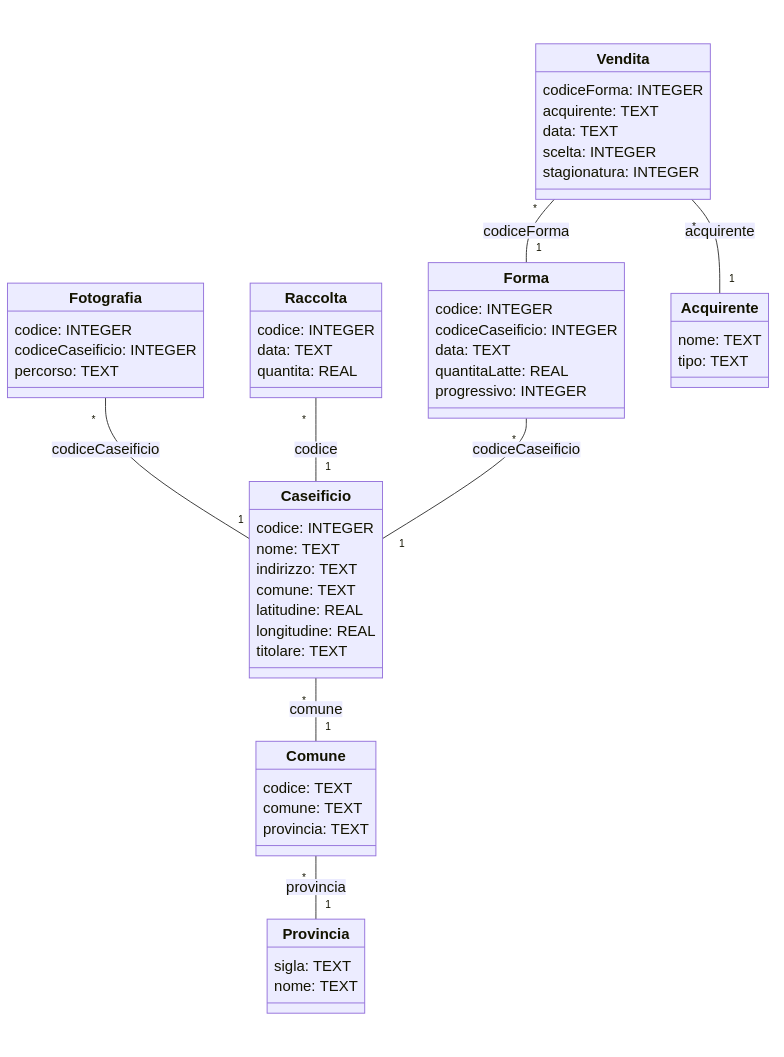 Vendita
codiceForma: INTEGER
acquirente: TEXT
data: TEXT
scelta: INTEGER
stagionatura: INTEGER
*
*
codiceForma
acquirente
1
1
Forma
codice: INTEGER
codiceCaseificio: INTEGER
data: TEXT
quantitaLatte: REAL
progressivo: INTEGER
Acquirente
nome: TEXT
tipo: TEXT
Fotografia
codice: INTEGER
codiceCaseificio: INTEGER
percorso: TEXT
Raccolta
codice: INTEGER
data: TEXT
quantita: REAL
*
*
*
codiceCaseificio
codice
codiceCaseificio
1
1
1
Caseificio
codice: INTEGER
nome: TEXT
indirizzo: TEXT
comune: TEXT
latitudine: REAL
longitudine: REAL
titolare: TEXT
*
comune
1
Comune
codice: TEXT
comune: TEXT
provincia: TEXT
*
provincia
1
Provincia
sigla: TEXT
nome: TEXT